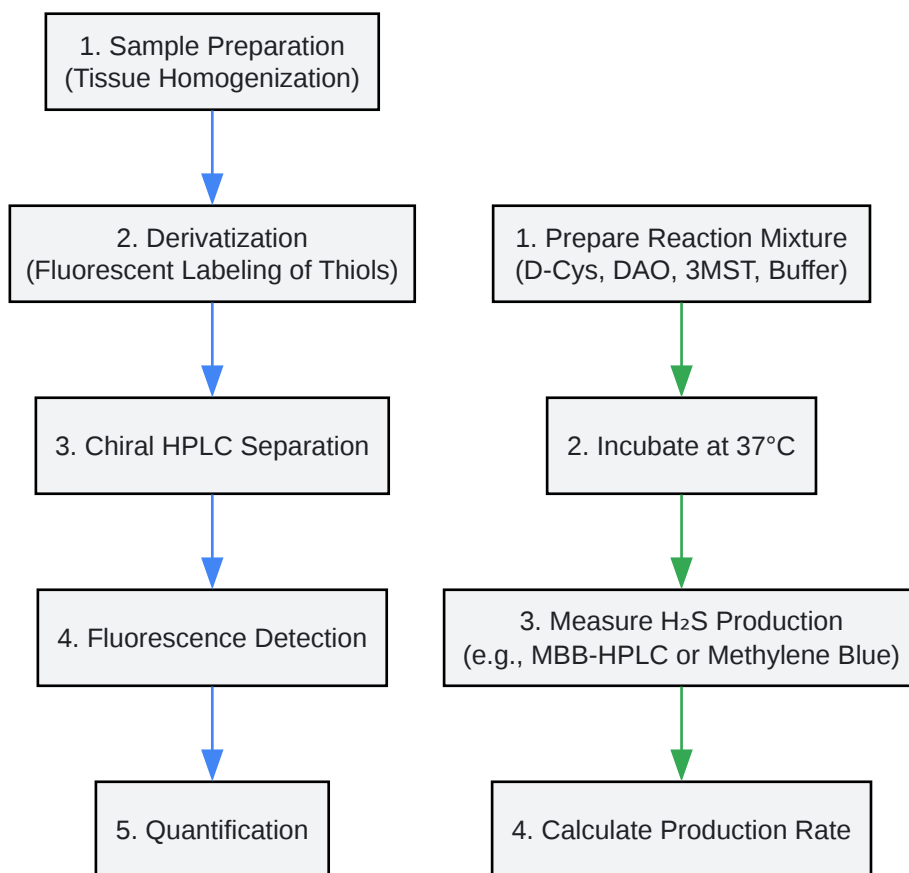 1. Sample Preparation
(Tissue Homogenization)
2. Derivatization
(Fluorescent Labeling of Thiols)
3. Chiral HPLC Separation
4. Fluorescence Detection
5. Quantification
1. Prepare Reaction Mixture
(D-Cys, DAO, 3MST, Buffer)
2. Incubate at 37°C
3. Measure H₂S Production
(e.g., MBB-HPLC or Methylene Blue)
4. Calculate Production Rate